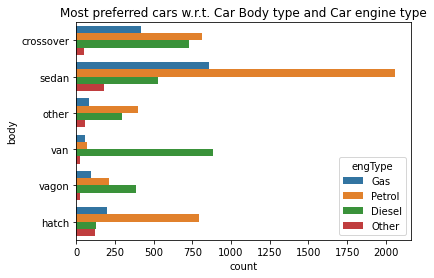 Most preferred cars w.r.t. Car Body type and Car engine type
crossover
sedan
other
van
vagon
hatch
body
engType
Gas
Petrol
Diesel
Other
0 250 500 750 1000 1250 1500 1750 2000
count